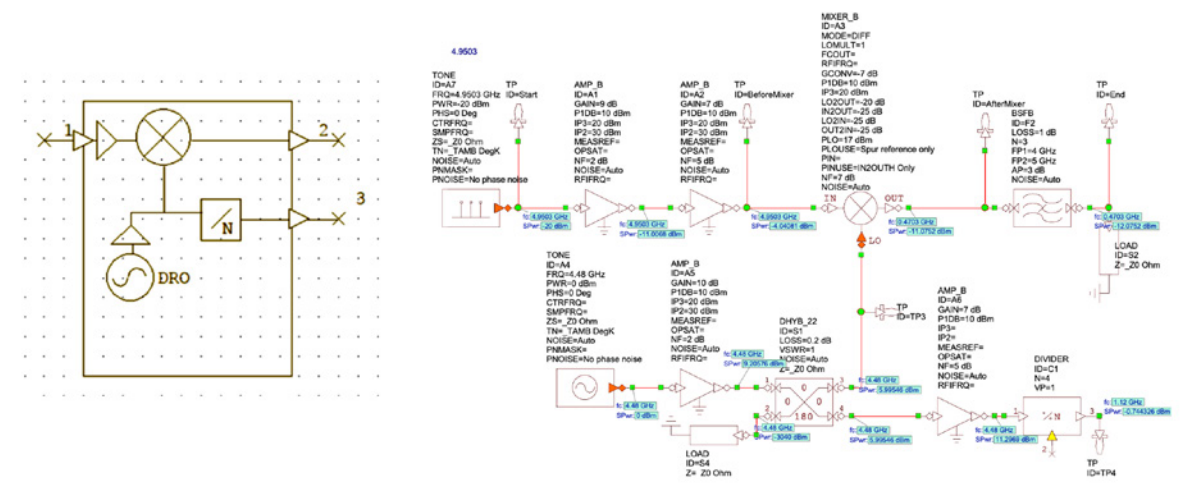 1
2
3
N
DRO
4.9503
TONE
ID=A7
FRQ=4.9503 GHz
PWR=-20 dBm
PHS=0 Deg
CTRFRQ=
SMPFRQ=
ZS=_Z0 Ohm
TN=_TAMB DegK
NOISE=Auto
PNMASK=
PNOISE=No phase noise
TP
ID=Start
fc: 4.9503 GHz
SPwr: -20 dBm
AMP_B
ID=A1
GAIN=9 dB
P1DB=10 dBm
IP3=20 dBm
IP2=30 dBm
MEASREF=
OPSAT=
NF=2 dB
NOISE=Auto
RFIFRQ=
fc: 4.9503 GHz
SPwr: -11.0068 dBm
AMP_B
ID=A2
GAIN=7 dB
P1DB=10 dBm
IP3=20 dBm
IP2=30 dBm
MEASREF=
OPSAT=
NF=5 dB
NOISE=Auto
RFIFRQ=
TP
ID=BeforeMixer
fc: 4.9503 GHz
SPwr: -4.04081 dBm
MIXER_B
ID=A3
MODE=DIFF
LOMULT=1
FCOUT=
RFIFRQ=
GCONV=-7 dB
P1DB=10 dBm
IP3=20 dBm
LO2OUT=-20 dB
IN2OUT=-25 dB
LO2IN=-25 dB
OUT2IN=-25 dB
PLO=17 dBm
PLOUSE=Spur reference only
PIN=
PINUSE=IN2OUTH Only
NF=7 dB
NOISE=Auto
IN
OUT
LO
fc: 0.4703 GHz
SPwr: -11.0752 dBm
TP
ID=AfterMixer
BSFB
ID=F2
LOSS=1 dB
N=3
FP1=4 GHz
FP2=5 GHz
AP=3 dB
NOISE=Auto
TP
ID=End
fc: 0.4703 GHz
SPwr: -12.0752 dBm
LOAD
ID=S2
Z=_Z0 Ohm
TONE
ID=A4
FRQ=4.48 GHz
PWR=0 dBm
PHS=0 Deg
CTRFRQ=
SMPFRQ=
ZS=_Z0 Ohm
TN=_TAMB DegK
NOISE=Auto
PNMASK=
PNOISE=No phase noise
fc: 4.48 GHz
SPwr: 0 dBm
AMP_B
ID=A5
GAIN=10 dB
P1DB=10 dBm
IP3=20 dBm
IP2=30 dBm
MEASREF=
OPSAT=
NF=2 dB
NOISE=Auto
RFIFRQ=
fc: 4.48 GHz
SPwr: 9.20576 dBm
DHYB_22
ID=S1
LOSS=0.2 dB
VSWR=1
NOISE=Auto
Z=_Z0 Ohm
1
2
3
4
0
0 0
180
fc: 4.48 GHz
SPwr: -3040 dBm
LOAD
ID=S4
Z=_Z0 Ohm
TP
ID=TP3
fc: 4.48 GHz
SPwr: 5.99546 dBm
fc: 4.48 GHz
SPwr: 5.99546 dBm
AMP_B
ID=A6
GAIN=7 dB
P1DB=10 dBm
IP3=
IP2=
MEASREF=
OPSAT=
NF=5 dB
NOISE=Auto
RFIFRQ=
fc: 4.48 GHz
SPwr: 11.2969 dBm
DIVIDER
ID=C1
N=4
VP=1
1
/N
3
2
fc: 1.12 GHz
SPwr: -0.744326 dBm
TP
ID=TP4